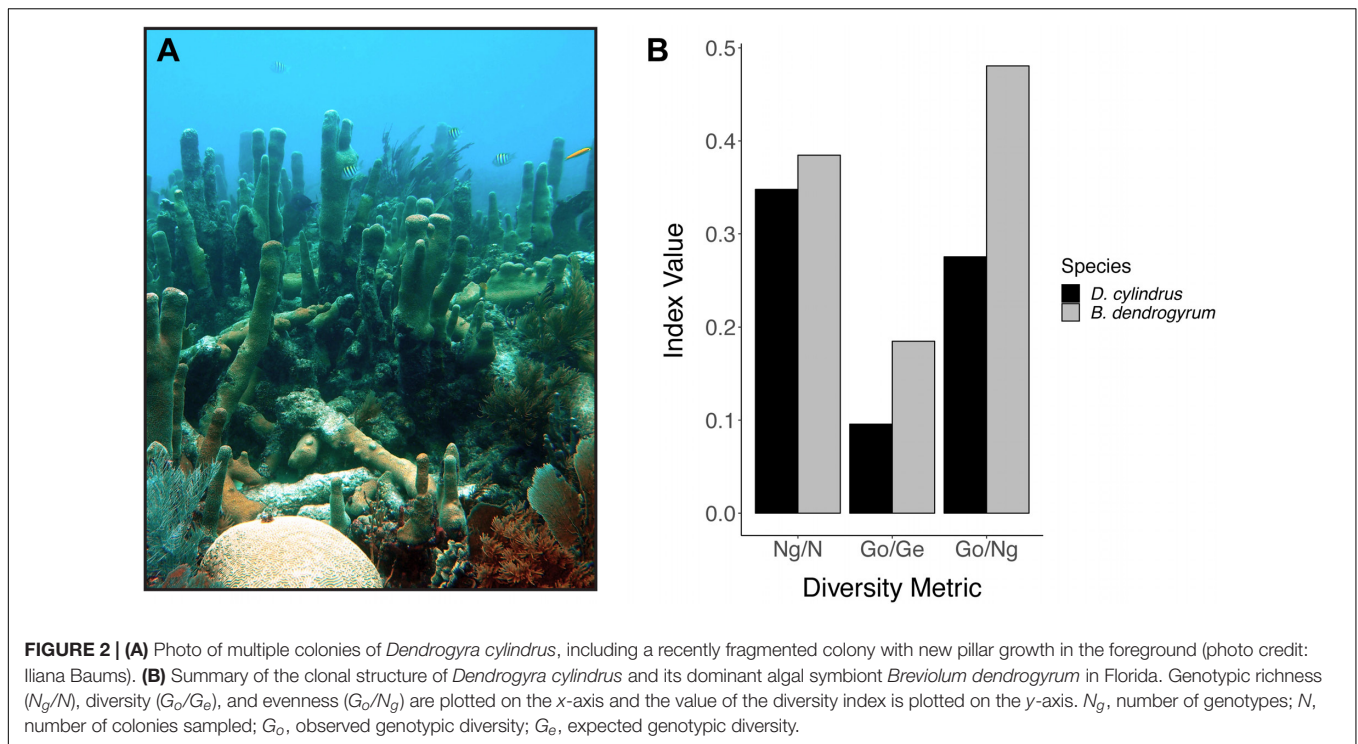 A
B
0.5
0.4
0.3
0.2
0.1
0.0
Index Value
Ng/N Go/Ge Go/Ng
Diversity Metric
Species
D. cylindrus
B. dendrogyrum
FIGURE 2 | (A) Photo of multiple colonies of Dendrogyra cylindrus, including a recently fragmented colony with new pillar growth in the foreground (photo credit:
Iliana Baums). (B) Summary of the clonal structure of Dendrogyra cylindrus and its dominant algal symbiont Breviolum dendrogyrum in Florida. Genotypic richness
(Ng/N), diversity (Go/Ge), and evenness (Go/Ng) are plotted on the x-axis and the value of the diversity index is plotted on the y-axis. Ng, number of genotypes; N,
number of colonies sampled; Go, observed genotypic diversity; Ge, expected genotypic diversity.